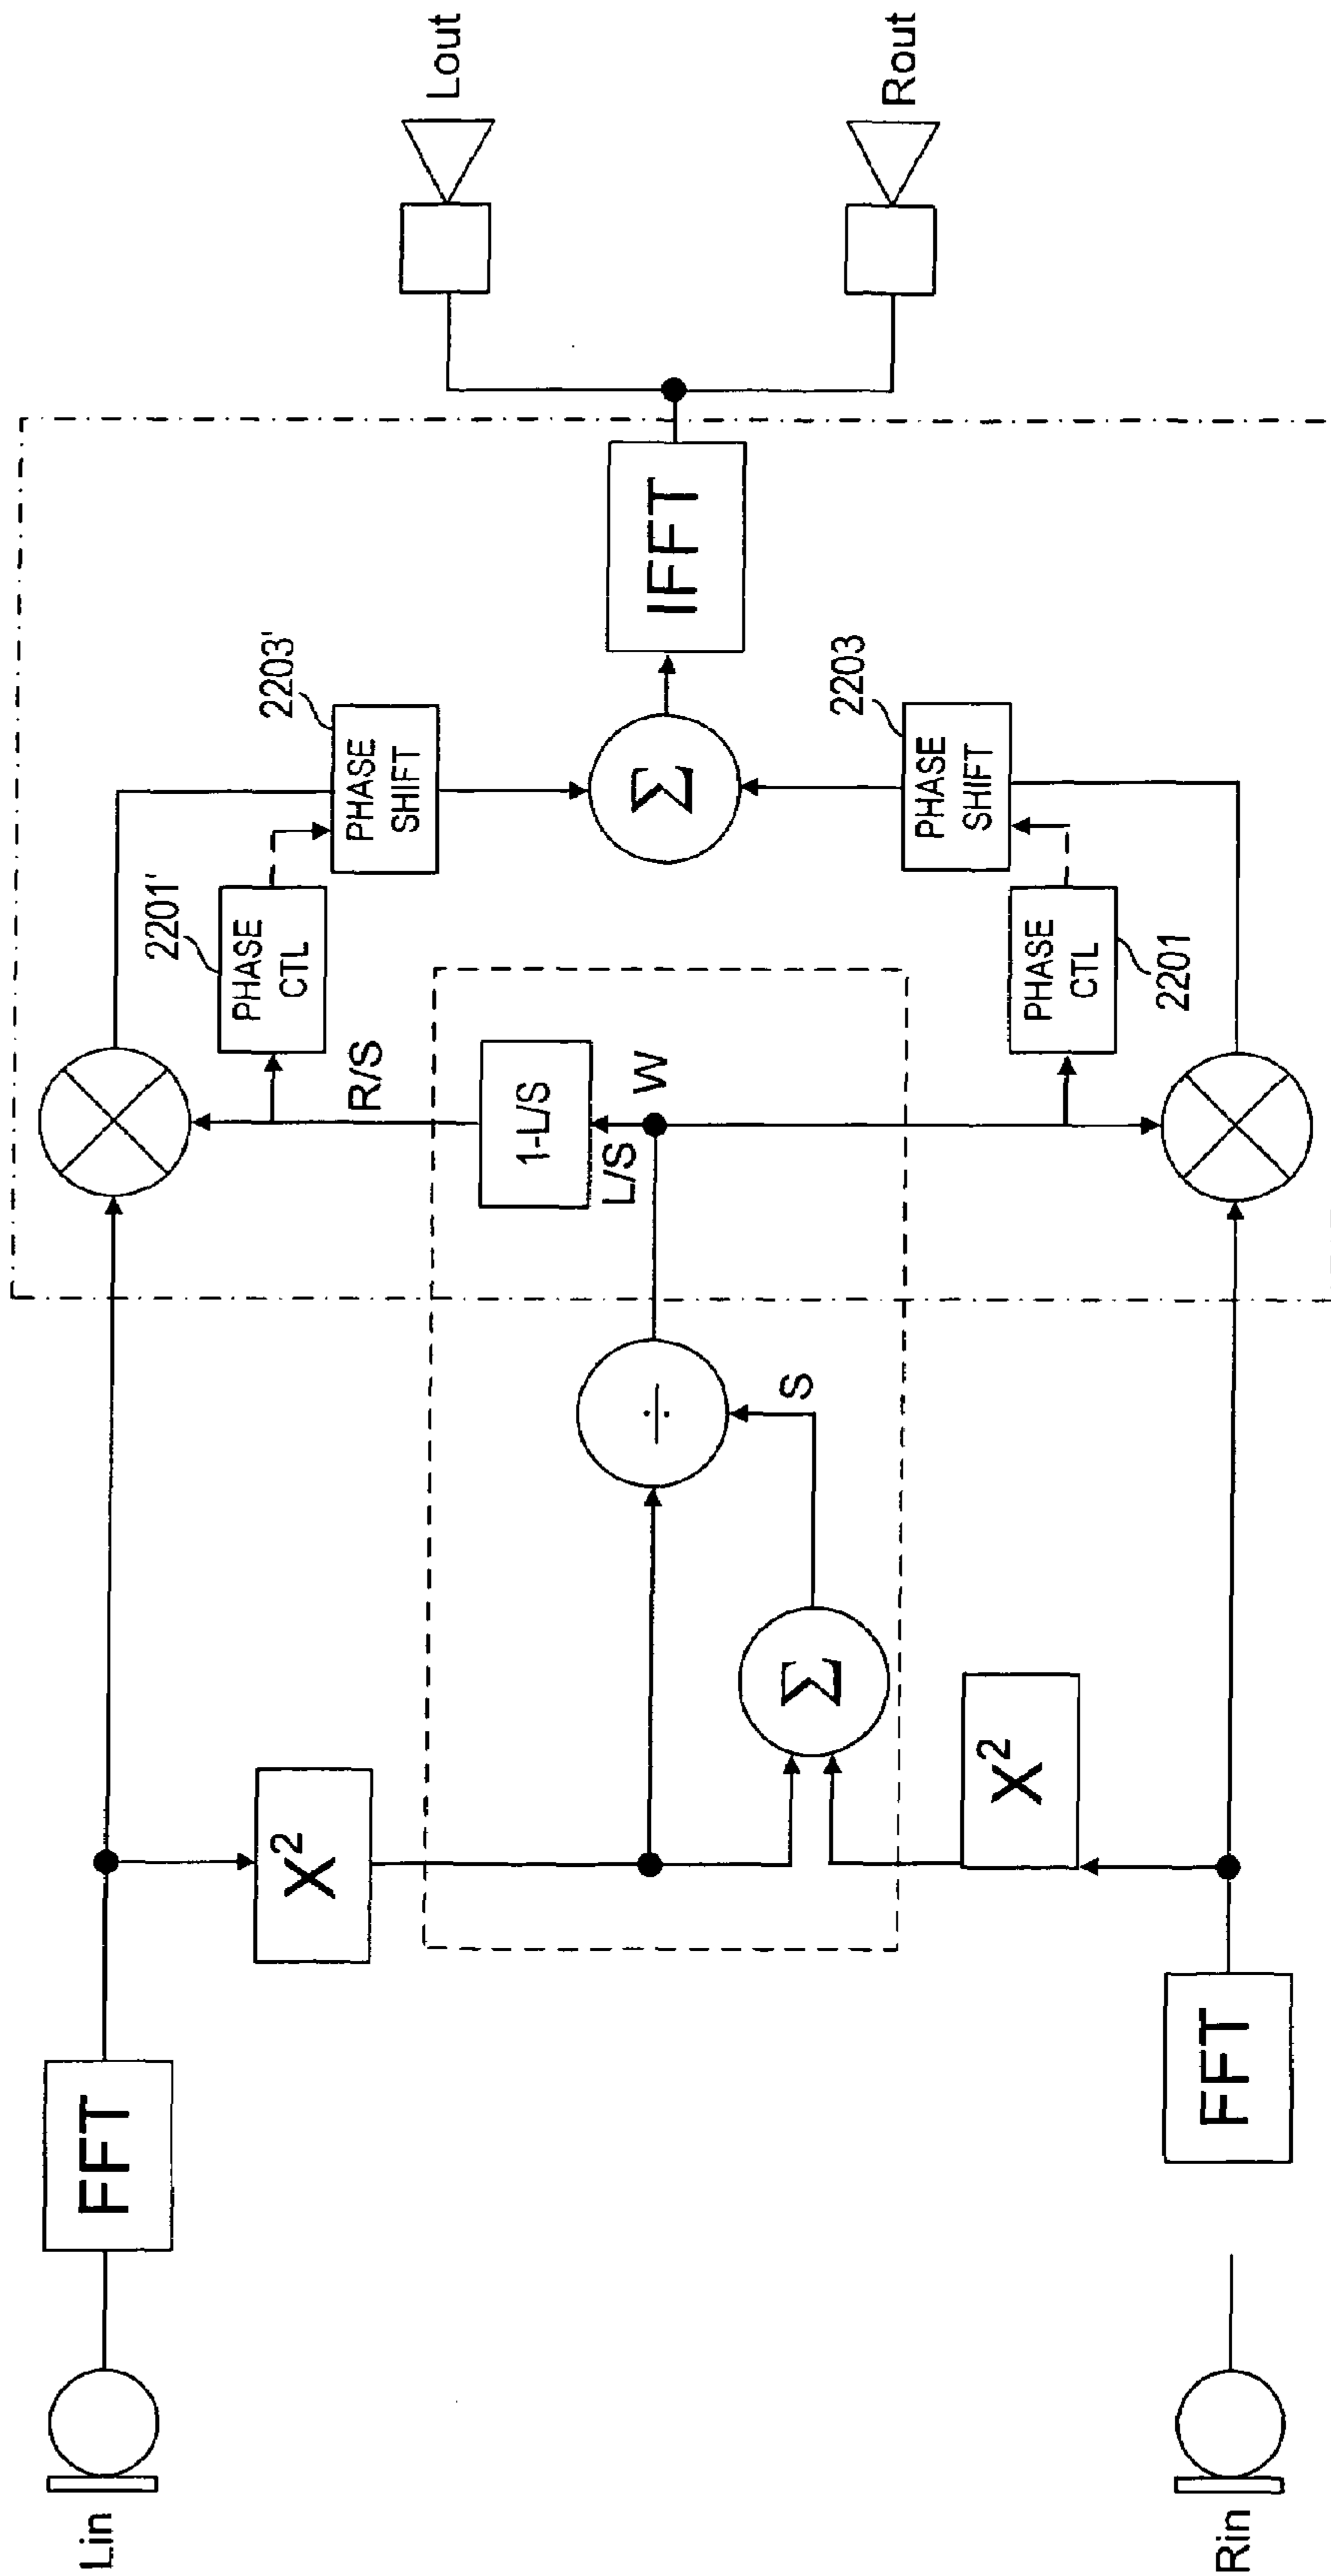 Lin
FFT
X²
Rin
FFT
X²
Σ
S
÷
L/S
W
1-L/S
R/S
2201'
PHASE
CTL
2203'
PHASE
SHIFT
Σ
IFFT
2201
PHASE
CTL
2203
PHASE
SHIFT
Lout
Rout